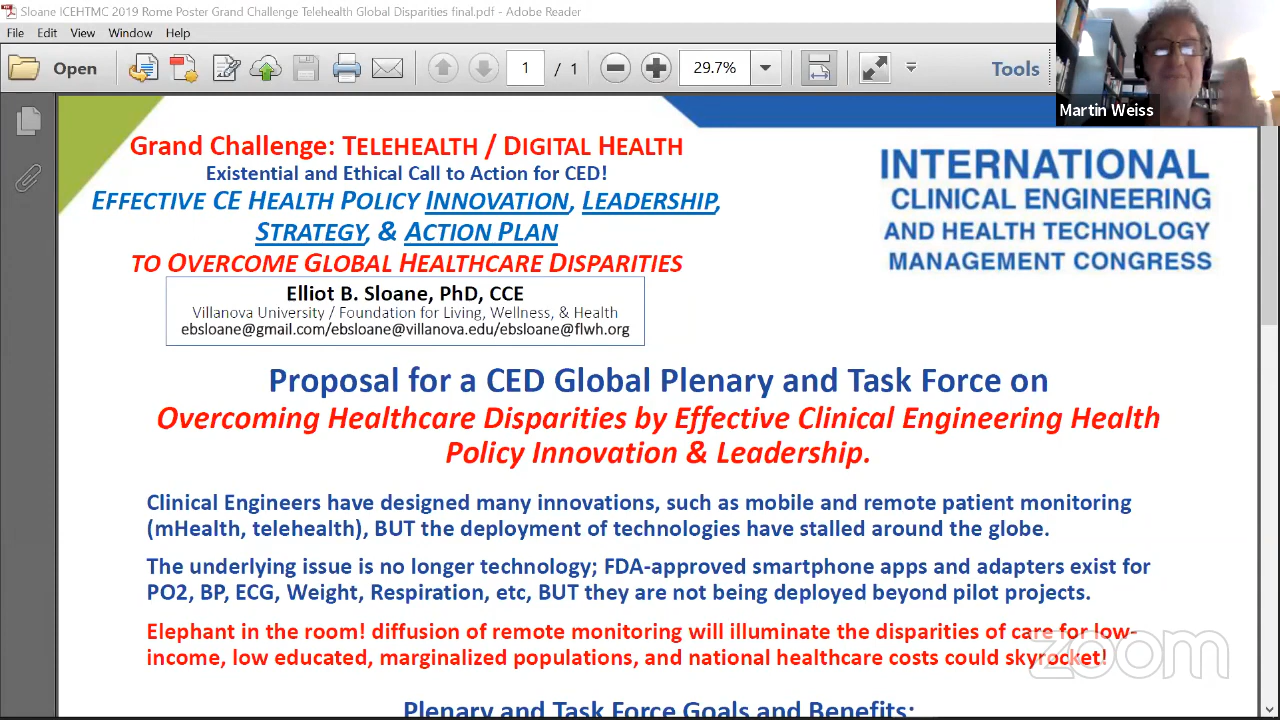 Sloane ICEHTMC 2019 Rome Poster Grand Challenge Telehealth Global Disparities final.pdf - Adobe Reader
File Edit View Window Help
Open 1 / 1 29.7% Tools
Martin Weiss
Grand Challenge: TELEHEALTH / DIGITAL HEALTH
Existential and Ethical Call to Action for CED!
EFFECTIVE CE HEALTH POLICY INNOVATION, LEADERSHIP,
STRATEGY, & ACTION PLAN
TO OVERCOME GLOBAL HEALTHCARE DISPARITIES
Elliot B. Sloane, PhD, CCE
Villanova University / Foundation for Living, Wellness, & Health
ebsloane@gmail.com/ebsloane@villanova.edu/ebsloane@flwh.org
INTERNATIONAL
CLINICAL ENGINEERING
AND HEALTH TECHNOLOGY
MANAGEMENT CONGRESS
Proposal for a CED Global Plenary and Task Force on
Overcoming Healthcare Disparities by Effective Clinical Engineering Health
Policy Innovation & Leadership.
Clinical Engineers have designed many innovations, such as mobile and remote patient monitoring
(mHealth, telehealth), BUT the deployment of technologies have stalled around the globe.
The underlying issue is no longer technology; FDA-approved smartphone apps and adapters exist for
PO2, BP, ECG, Weight, Respiration, etc, BUT they are not being deployed beyond pilot projects.
Elephant in the room! diffusion of remote monitoring will illuminate the disparities of care for low-
income, low educated, marginalized populations, and national healthcare costs could skyrocket!
zoom
Plenary and Task Force Goals and Benefits: